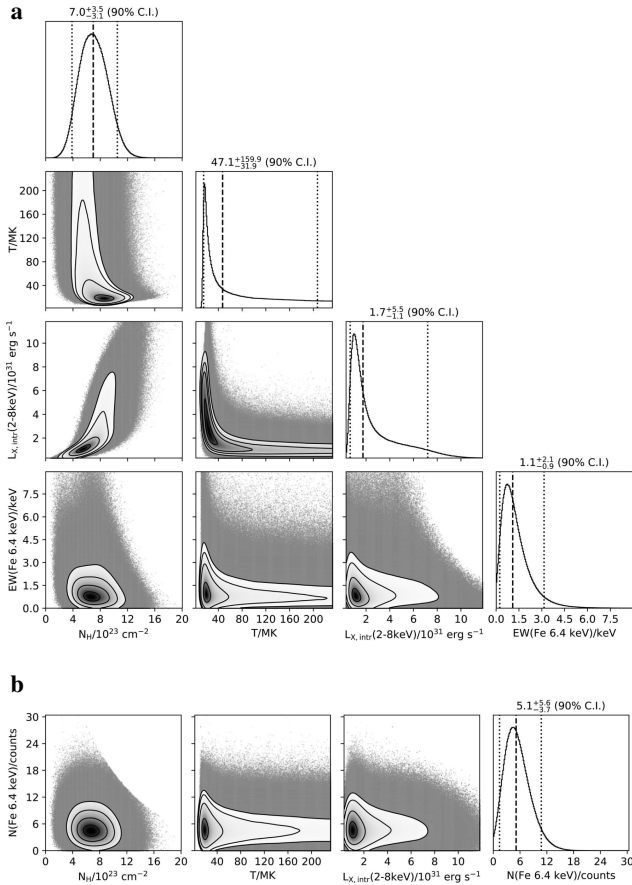 a
7.0+3.5−3.1 (90% C.I.)
47.1+159.9−31.9 (90% C.I.)
200
160
120
80
40
T/MK
1.7+5.5−1.1 (90% C.I.)
10
8
6
4
2
LX, intr(2-8keV)/10^31 erg s−1
1.1+2.1−0.9 (90% C.I.)
7.5
6.0
4.5
3.0
1.5
0.0
EW(Fe 6.4 keV)/keV
0 4 8 12 16
40 80 120 160 200
2 4 6 8 10
0.0 1.5 3.0 4.5 6.0 7.5
NH/10^23 cm−2
T/MK
LX, intr(2-8keV)/10^31 erg s−1
EW(Fe 6.4 keV)/keV
b
5.1+5.6−3.7 (90% C.I.)
30
24
18
12
6
0
N(Fe 6.4 keV)/counts
0 4 8 12 16
40 80 120 160 200
2 4 6 8 10
0 5 10 15 20 25 30
NH/10^23 cm−2
T/MK
LX, intr(2-8keV)/10^31 erg s−1
N(Fe 6.4 keV)/counts